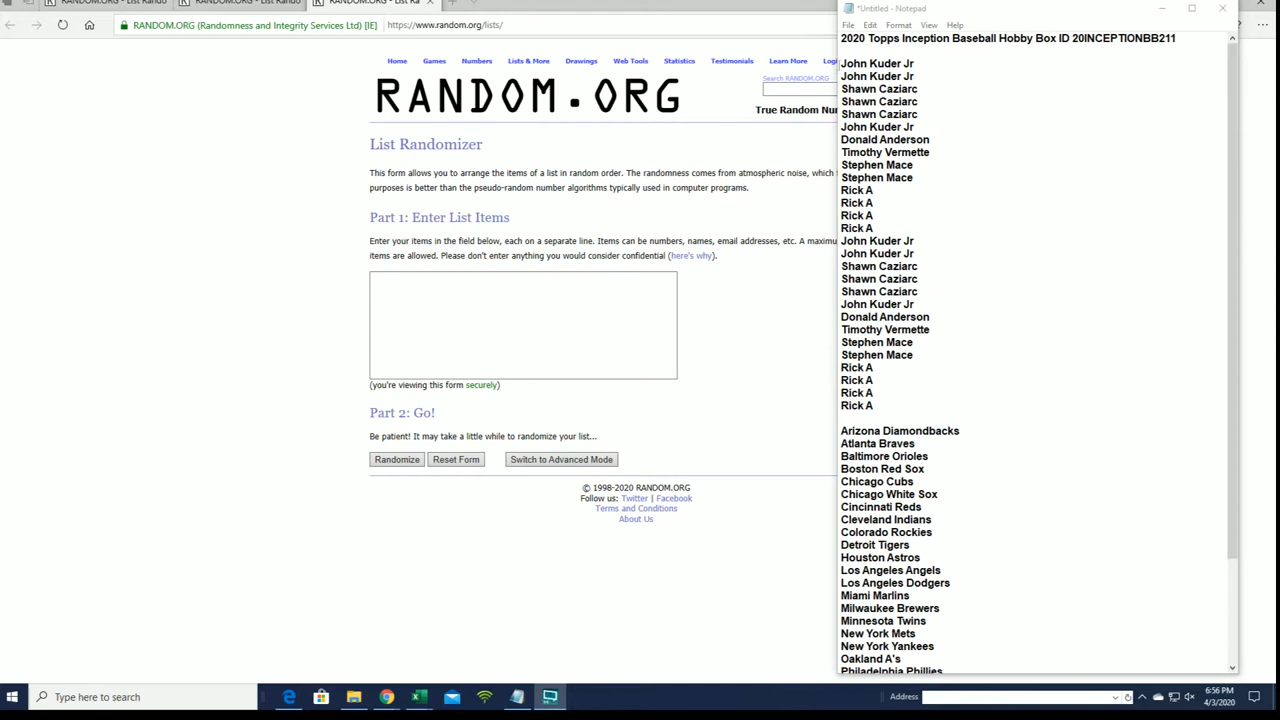 List Rando
List Rando
List Ra
*Untitled - Notepad
RANDOM.ORG (Randomness and Integrity Services Ltd) [IE]
https://www.random.org/lists/
File Edit Format View Help
2020 Topps Inception Baseball Hobby Box ID 20INCEPTIONBB211
Home Games Numbers Lists & More Drawings Web Tools Statistics Testimonials Learn More
Search RANDOM.ORG
RANDOM.ORG
True Random
List Randomizer
This form allows you to arrange the items of a list in random order. The randomness comes from atmospheric noise, which
purposes is better than the pseudo-random number algorithms typically used in computer programs.
Part 1: Enter List Items
Enter your items in the field below, each on a separate line. Items can be numbers, names, email addresses, etc. A
items are allowed. Please don't enter anything you would consider confidential (here's why).
(you're viewing this form securely)
Part 2: Go!
Be patient! It may take a little while to randomize your list...
Randomize Reset Form Switch to Advanced Mode
© 1998-2020 RANDOM.ORG
Follow us: Twitter | Facebook
Terms and Conditions
About Us
John Kuder Jr
John Kuder Jr
Shawn Caziarc
Shawn Caziarc
Shawn Caziarc
John Kuder Jr
Donald Anderson
Timothy Vermette
Stephen Mace
Stephen Mace
Rick A
Rick A
Rick A
Rick A
John Kuder Jr
John Kuder Jr
Shawn Caziarc
Shawn Caziarc
Shawn Caziarc
John Kuder Jr
Donald Anderson
Timothy Vermette
Stephen Mace
Stephen Mace
Rick A
Rick A
Rick A
Rick A
Arizona Diamondbacks
Atlanta Braves
Baltimore Orioles
Boston Red Sox
Chicago Cubs
Chicago White Sox
Cincinnati Reds
Cleveland Indians
Colorado Rockies
Detroit Tigers
Houston Astros
Los Angeles Angels
Los Angeles Dodgers
Miami Marlins
Milwaukee Brewers
Minnesota Twins
New York Mets
New York Yankees
Oakland A's
Philadelphia Phillies
Type here to search
Address
6:56 PM
4/3/2020